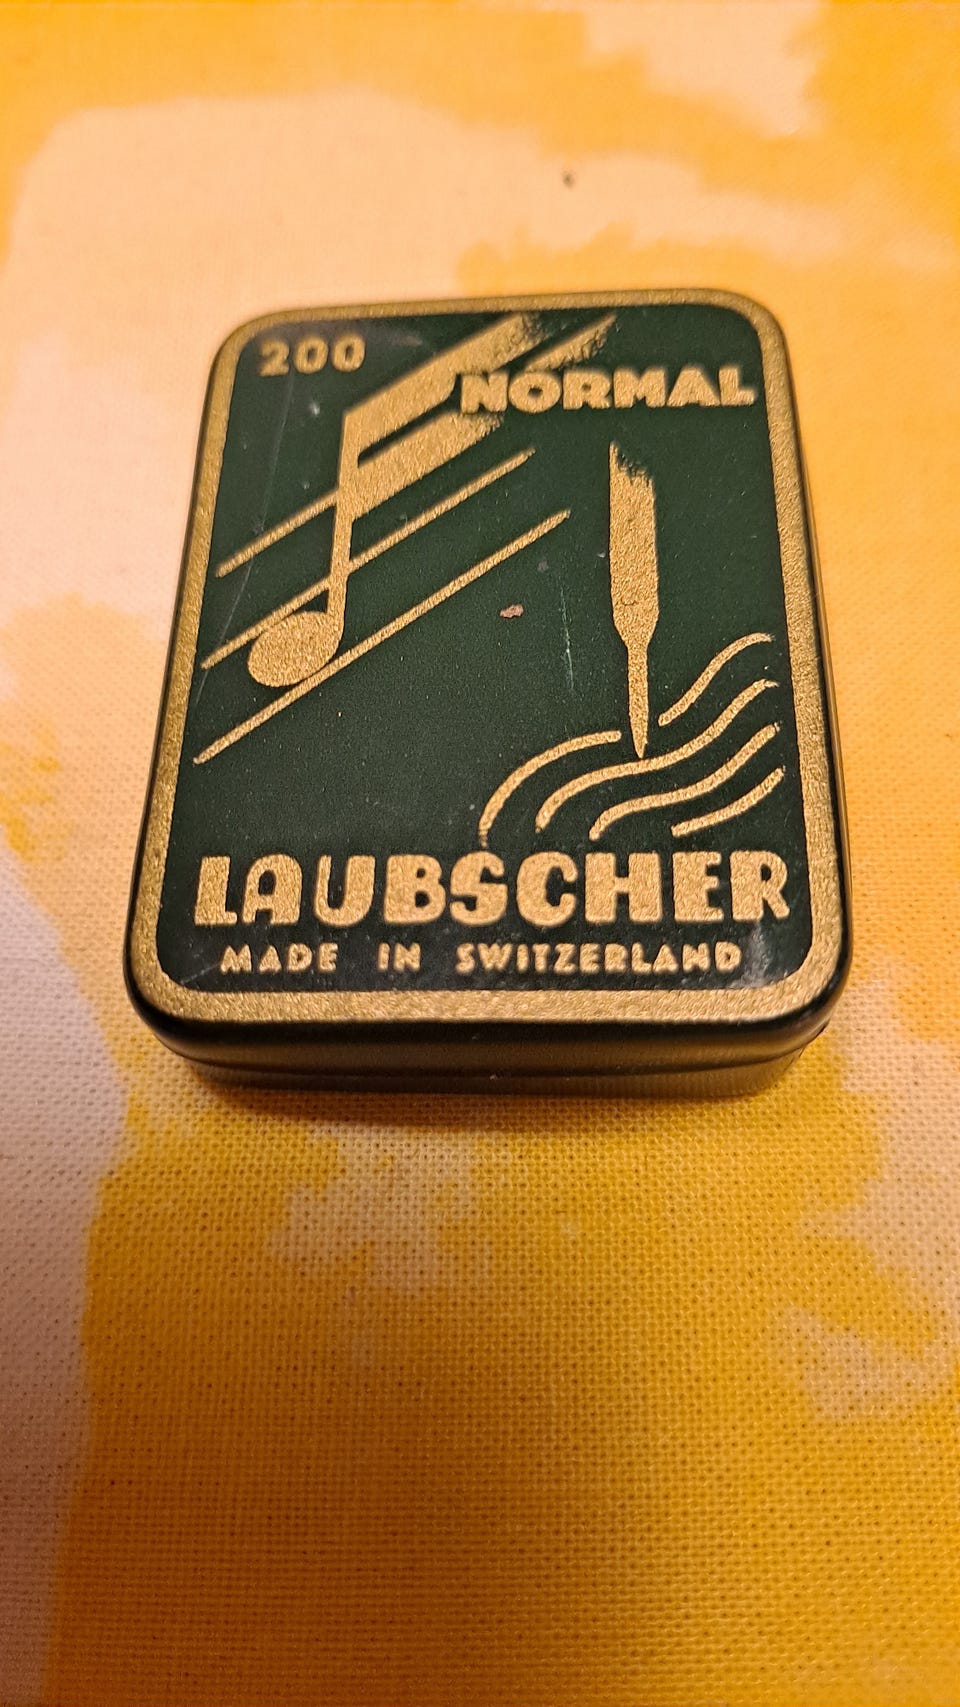 200
NORMAL
LAUBSCHER
MADE IN SWITZERLAND